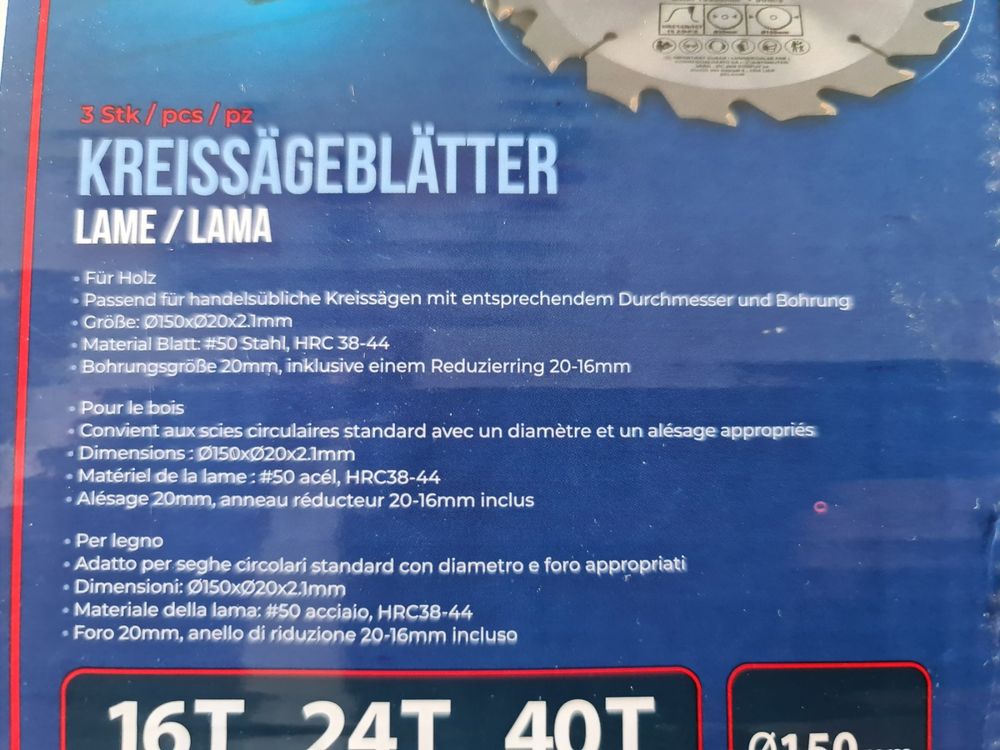 3 Stk / pcs / pz
KREISSÄGEBLÄTTER
LAME / LAMA
• Für Holz
• Passend für handelsübliche Kreissägen mit entsprechendem Durchmesser und Bohrung
• Größe: Ø150xØ20x2.1mm
• Material Blatt: #50 Stahl, HRC 38-44
• Bohrungsgröße 20mm, inklusive einem Reduzierring 20-16mm
• Pour le bois
• Convient aux scies circulaires standard avec un diamètre et un alésage appropriés
• Dimensions : Ø150xØ20x2.1mm
• Matériel de la lame : #50 acél, HRC38-44
• Alésage 20mm, anneau réducteur 20-16mm inclus
• Per legno
• Adatto per seghe circolari standard con diametro e foro appropriati
• Dimensioni: Ø150xØ20x2.1mm
• Materiale della lama: #50 acciaio, HRC38-44
• Foro 20mm, anello di riduzione 20-16mm incluso
16T 24T 40T
Ø150